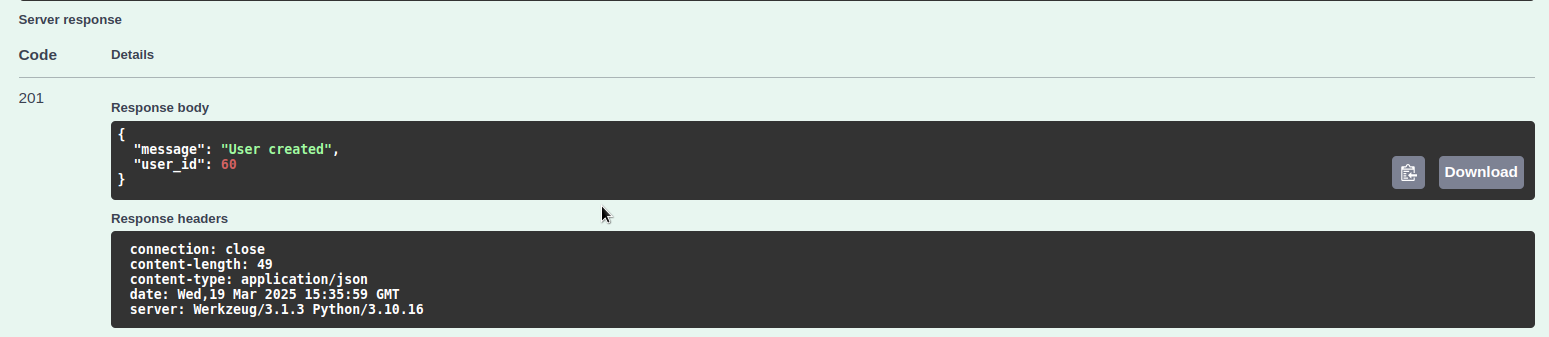 Server response
Code Details
201
Response body
{
  "message": "User created",
  "user_id": 60
}
Download
Response headers
connection: close
content-length: 49
content-type: application/json
date: Wed,19 Mar 2025 15:35:59 GMT
server: Werkzeug/3.1.3 Python/3.10.16